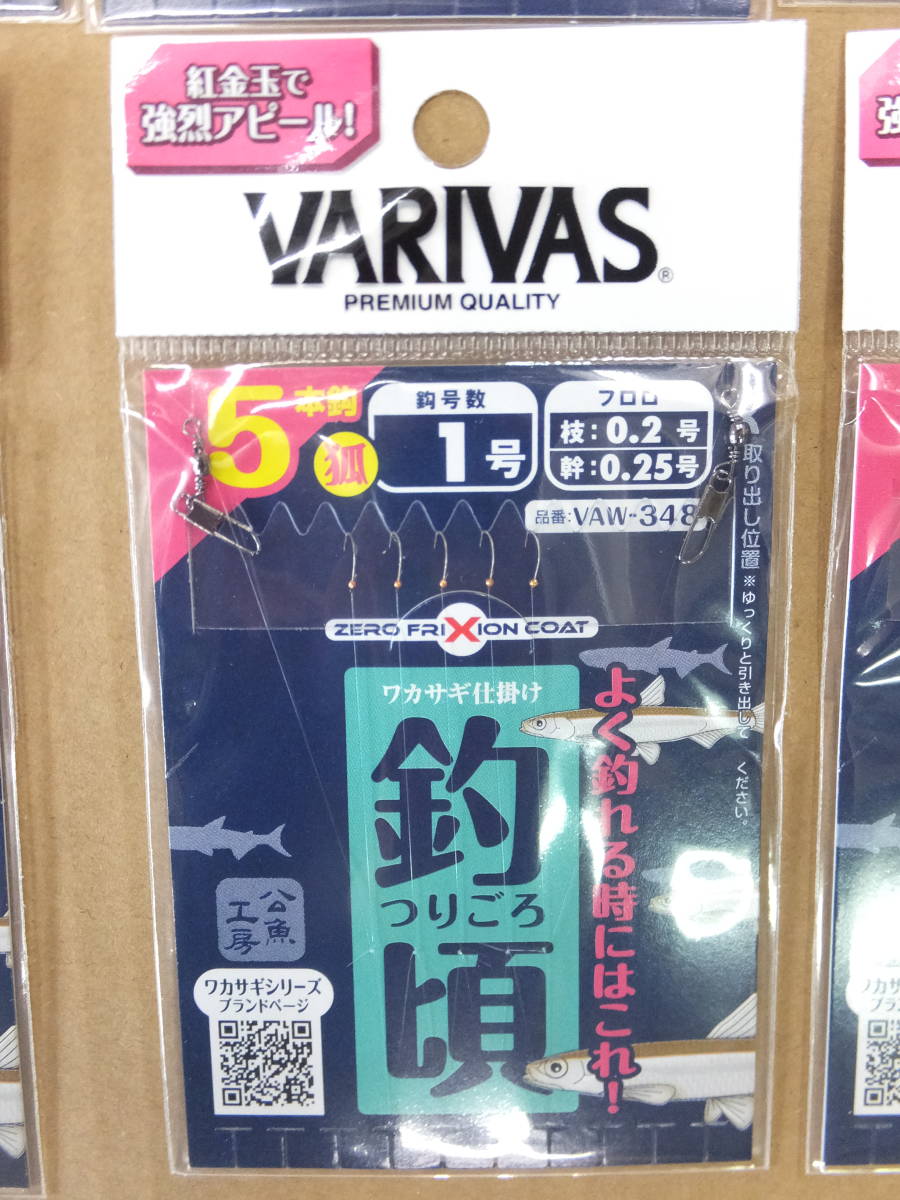 紅金玉で
強烈アピール!
VARIVAS®
PREMIUM QUALITY
5本鈎
狐
鈎号数
1号
フロロ
枝:0.2号
幹:0.25号
品番:VAW-348
取り出し位置
※ゆっくりと引き出して ください。
ZERO FRIXION COAT
ワカサギ仕掛け
釣
つりごろ
頃
よく釣れる時にはこれ!
公魚
工房
ワカサギシリーズ
ブランドページ
強